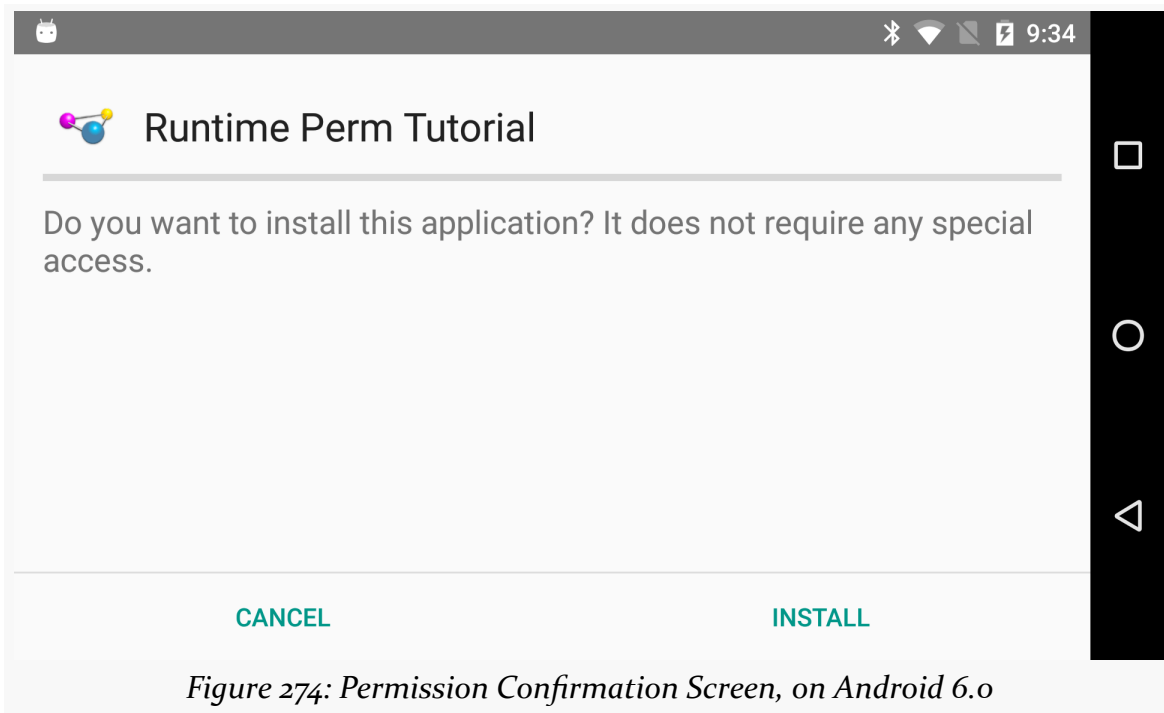 9:34
Runtime Perm Tutorial
Do you want to install this application? It does not require any special
access.
CANCEL INSTALL
Figure 274: Permission Confirmation Screen, on Android 6.0